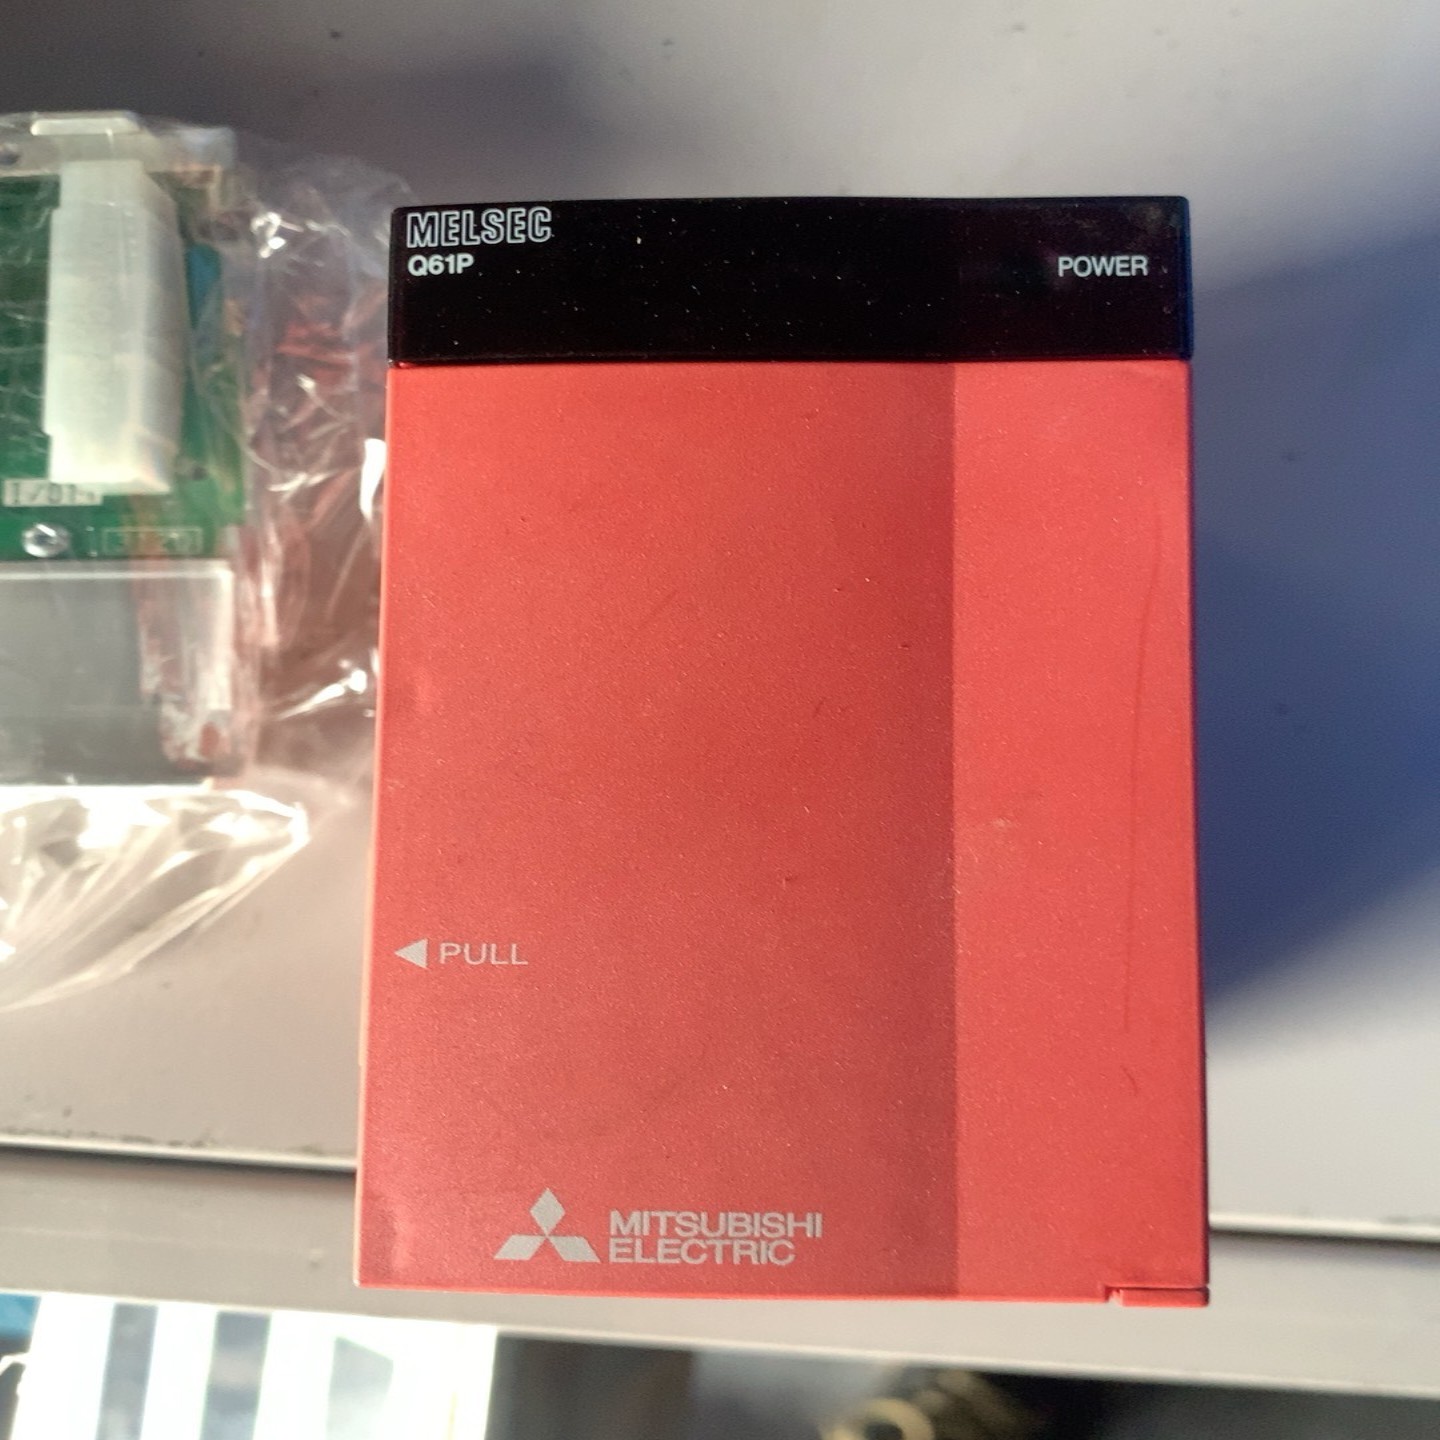 MELSEC
Q61P
POWER
PULL
MITSUBISHI
ELECTRIC